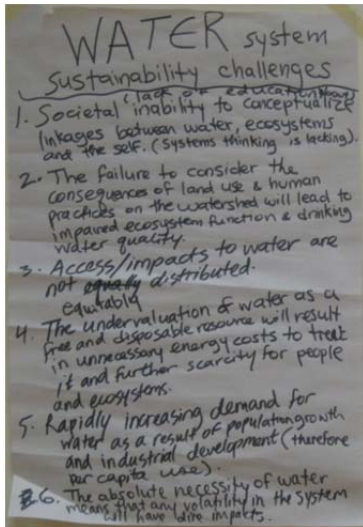 WATER system
sustainability challenges
(lack of education
1. Societal inability to conceptualize
linkages between water, ecosystems
and the self. (systems thinking is lacking).
2. The failure to consider the
consequences of land use & human
practices on the watershed will lead to
impaired ecosystem function & drinking
water quality.
3. Access/impacts to water are
not equally distributed.
equitably
4. The undervaluation of water as a
free and disposable resource will result
in unnecessary energy costs to treat
it and further scarcity for people
and ecosystems.
5. Rapidly increasing demand for
water as a result of population growth
and industrial development (therefore
per capita use).
6. The absolute necessity of water
means that any volatility in the system
will have dire impacts.